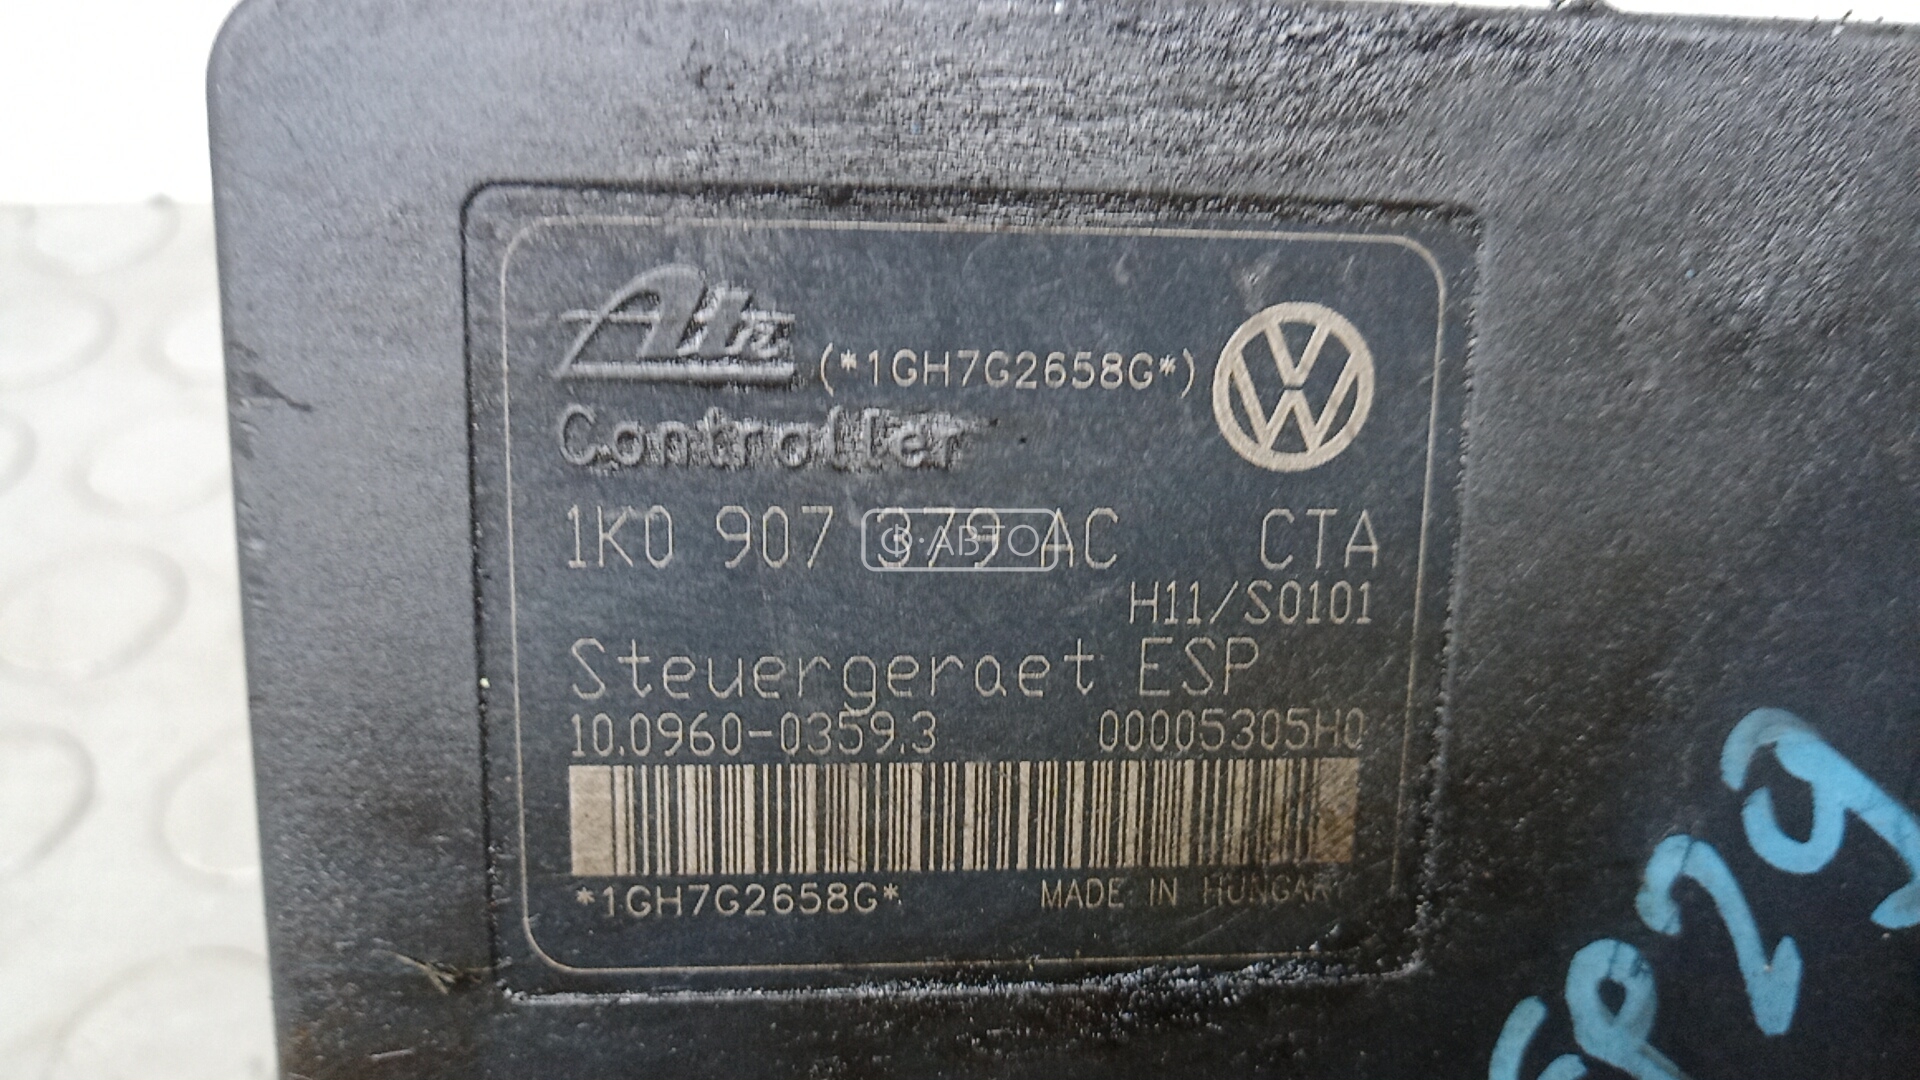 Ate
(*1GH7G2658G*)
Controller
1K0 907 379 AC CTA
АВТО
H11/S0101
Steuergeraet ESP
10.0960-0359.3 00005305H0
*1GH7G2658G* MADE IN HUNGARY